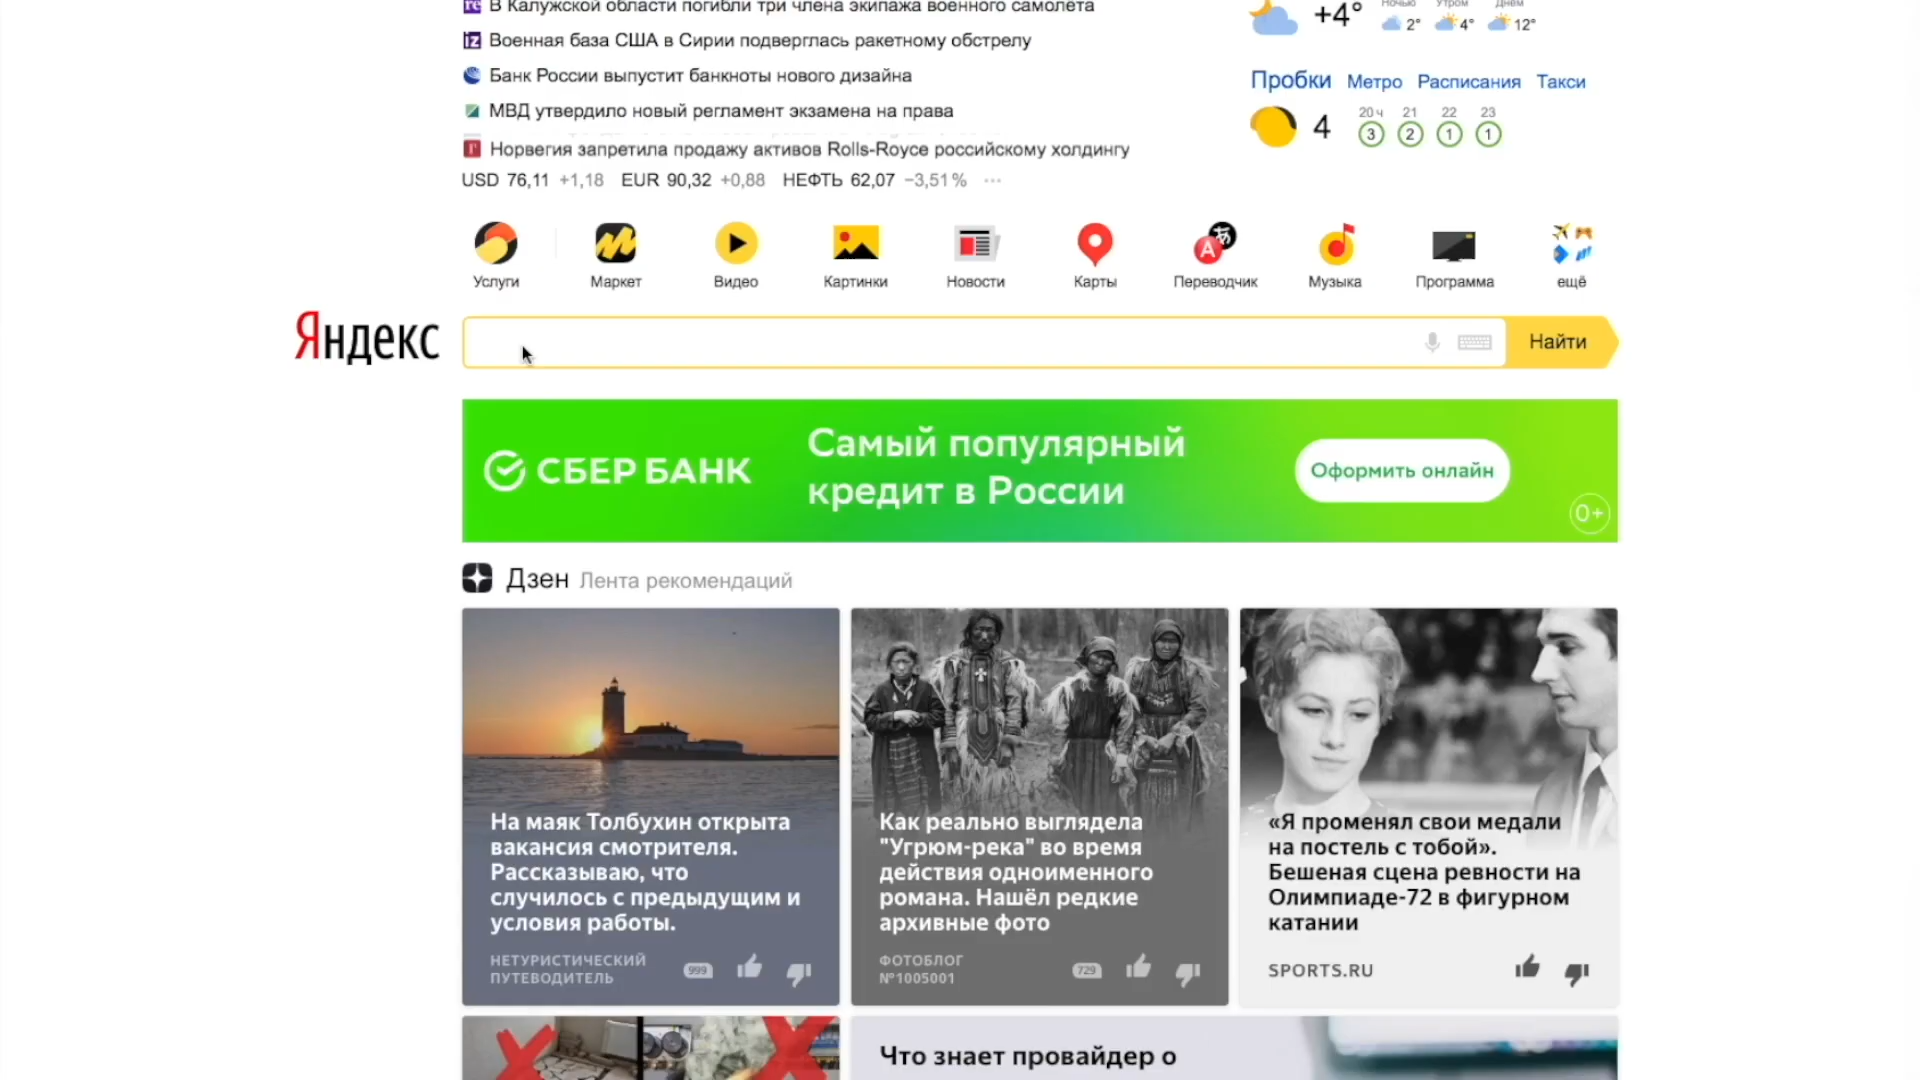 В Калужской области погибли три члена экипажа военного самолета
Военная база США в Сирии подверглась ракетному обстрелу
Банк России выпустит банкноты нового дизайна
МВД утвердило новый регламент экзамена на права
Норвегия запретила продажу активов Rolls-Royce российскому холдингу
USD 76,11 +1,18 EUR 90,32 +0,88 НЕФТЬ 62,07 −3,51% ···
Ночью Утром Днём
+4° 2° 4° 12°
Пробки Метро Расписания Такси
20 ч 21 22 23
4 3 2 1 1
Услуги Маркет Видео Картинки Новости Карты Переводчик Музыка Программа ещё
Яндекс Найти
СБЕР БАНК
Самый популярный
кредит в России
Оформить онлайн
0+
Дзен Лента рекомендаций
На маяк Толбухин открыта
вакансия смотрителя.
Рассказываю, что
случилось с предыдущим и
условия работы.
НЕТУРИСТИЧЕСКИЙ
ПУТЕВОДИТЕЛЬ
999
Как реально выглядела
"Угрюм-река" во время
действия одноименного
романа. Нашёл редкие
архивные фото
ФОТОБЛОГ
№1005001
729
«Я променял свои медали
на постель с тобой».
Бешеная сцена ревности на
Олимпиаде-72 в фигурном
катании
SPORTS.RU
Что знает провайдер о